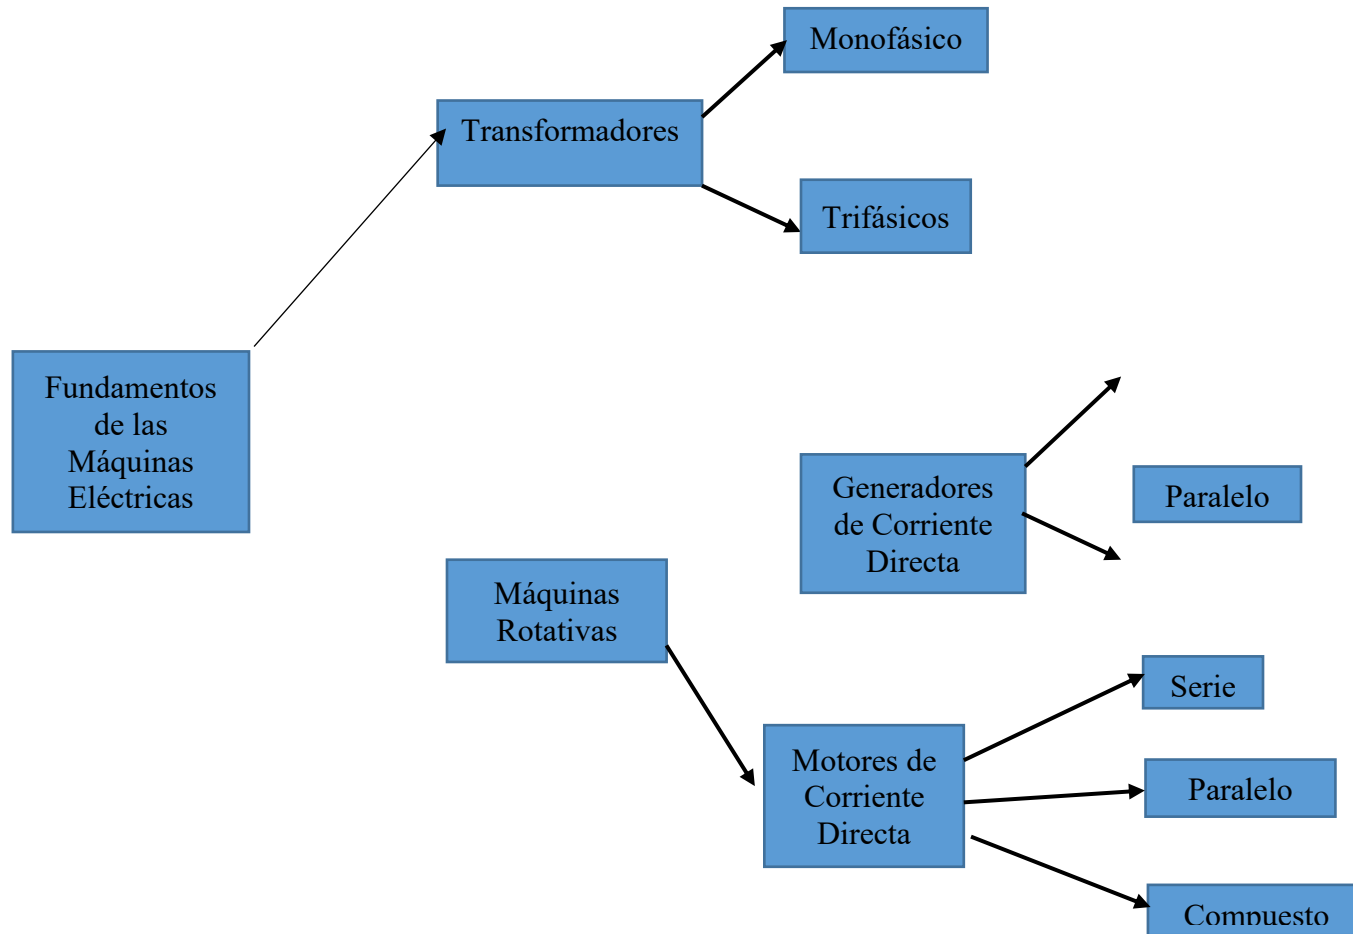 Monofásico
Transformadores
Trifásicos
Fundamentos
de las
Máquinas
Eléctricas
Generadores
de Corriente
Directa
Paralelo
Máquinas
Rotativas
Serie
Motores de
Corriente
Directa
Paralelo
Compuesto